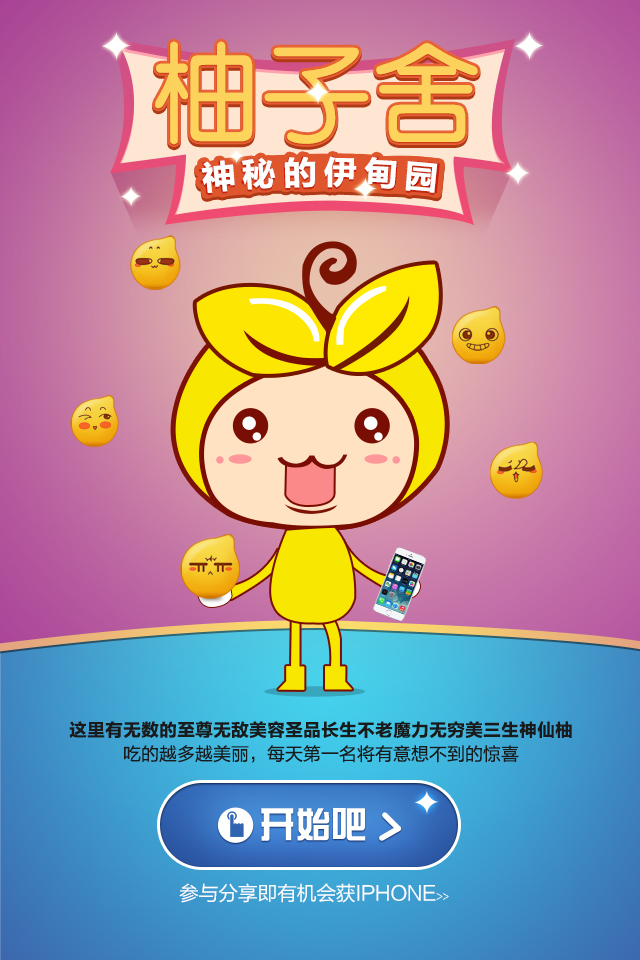 柚子舍
神秘的伊甸园
这里有无数的至尊无敌美容圣品长生不老魔力无穷美三生神仙柚
吃的越多越美丽，每天第一名将有意想不到的惊喜
开始吧
参与分享即有机会获IPHONE>>